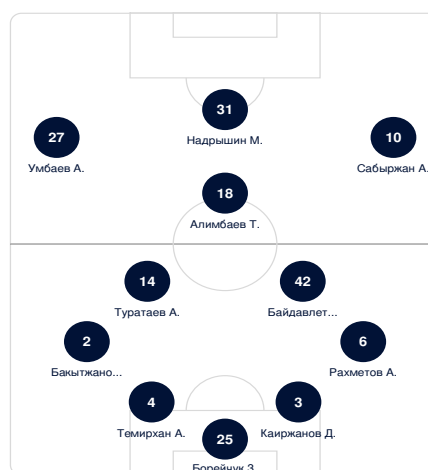 31
Надрышин М.
27
Умбаев А.
10
Сабыржан А.
18
Алимбаев Т.
14
Туратаев А.
42
Байдавлет...
2
Бакытжано...
6
Рахметов А.
4
Темирхан А.
3
Каиржанов Д.
25
Борейчук З.